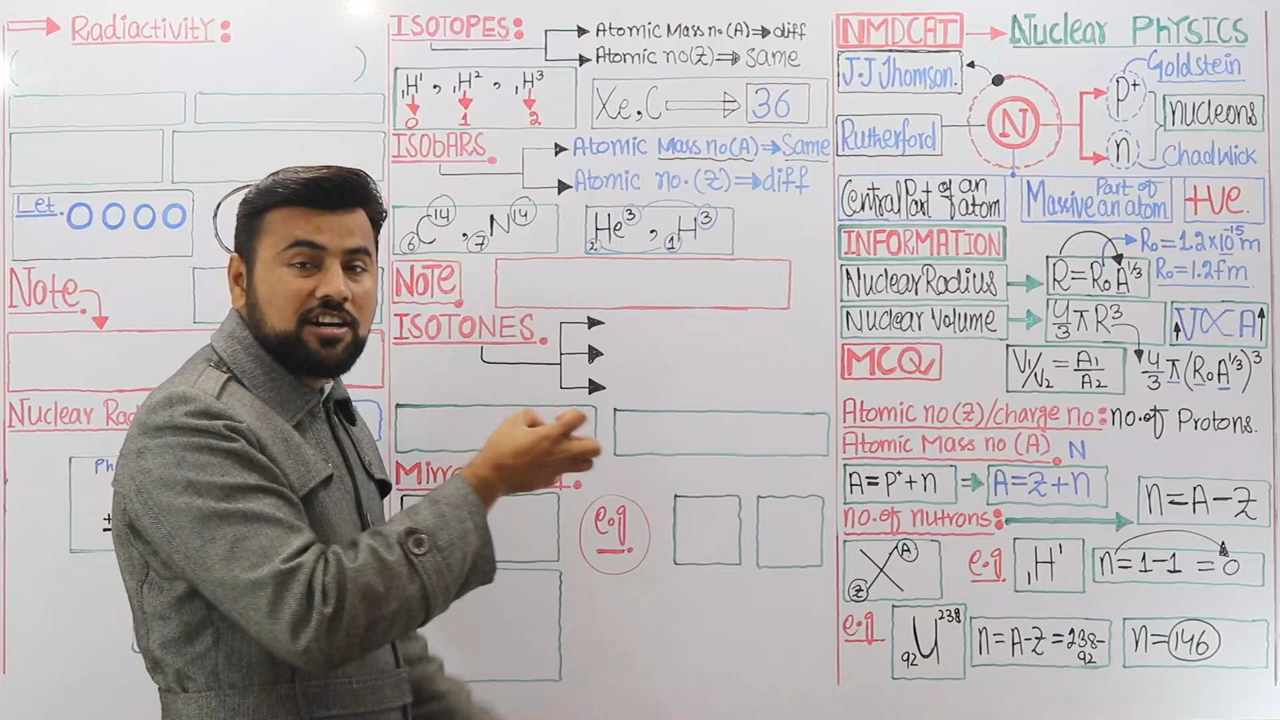 Radiactivity:
( )
Let.
Note
Nuclear Rad
Ph
ISOTOPES:
Atomic Mass no(A) ⇒ diff
Atomic no(Z) ⇒ same
₁H¹, ₁H², ₁H³
0 1 2
Xe, C ⇒ 36
ISObARS.
Atomic Mass no(A) ⇒ Same
Atomic no.(Z) ⇒ diff
₆C¹⁴, ₇N¹⁴
₂He³, ₁H³
Note
ISOTONES.
Mirro
e.g
NMDCAT → Nuclear PhYSICS
J.J Jhomson.
Goldstein
P⁺
N
nucleons
Rutherford
n
Chadwick
Central Part of an atom
Massive Part of an atom
+ve.
INFORMATION
R₀=1.2×10⁻¹⁵m
Nuclear Radius → R=R₀A^1/3
R₀=1.2fm
Nuclear Volume → 4/3 πR³
V∝A
MCQ
V₁/V₂ = A₁/A₂
4/3 π(R₀A^1/3)³
Atomic no(z)/charge no: no.of Protons.
Atomic Mass no (A). N
A=P⁺+n ⇒ A=Z+n
n=A-Z
no.of nutrons:
X A Z
e.g ₁H¹ n=1-1=0
e.g ₉₂U²³⁸ n=A-Z=238-92 n=146